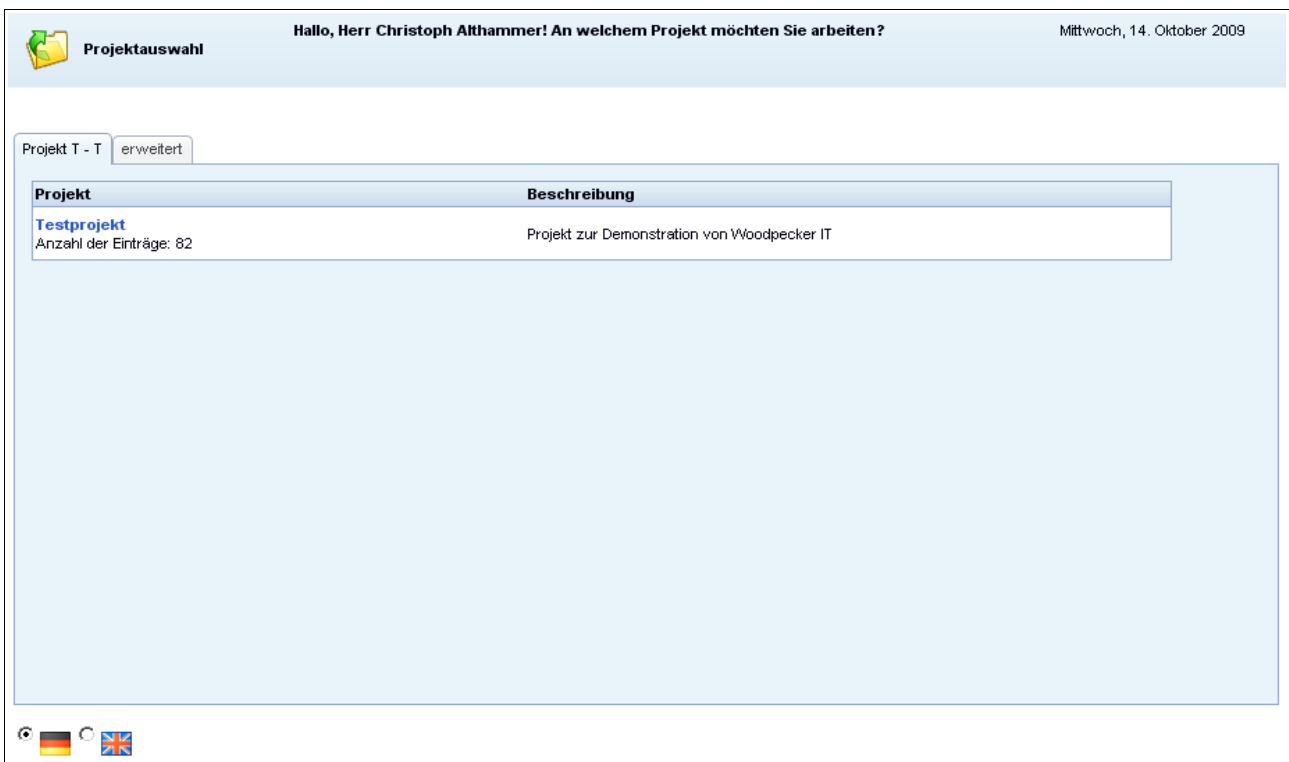 Hallo, Herr Christoph Althammer! An welchem Projekt möchten Sie arbeiten?
Mittwoch, 14. Oktober 2009
Projektauswahl
Projekt T - T
erweitert
Projekt
Beschreibung
Testprojekt
Anzahl der Einträge: 82
Projekt zur Demonstration von Woodpecker IT